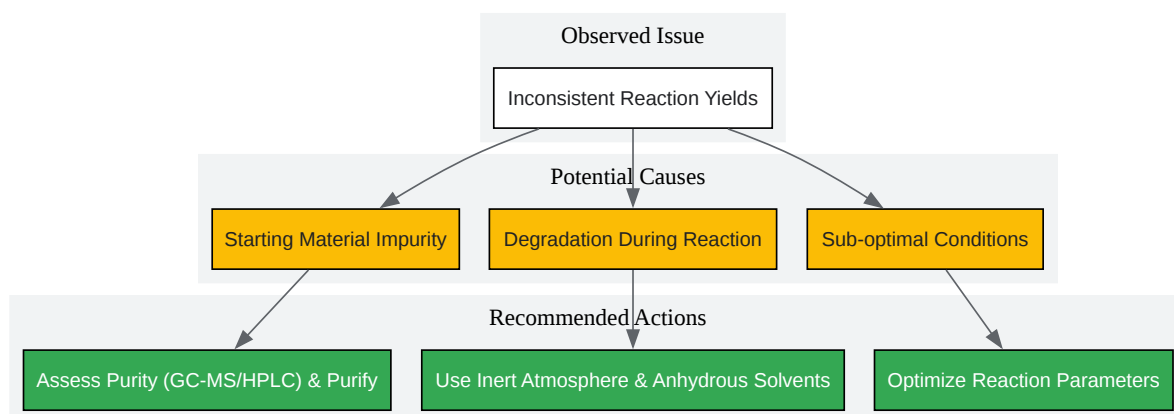 Observed Issue
Inconsistent Reaction Yields
Potential Causes
Starting Material Impurity
Degradation During Reaction
Sub-optimal Conditions
Recommended Actions
Assess Purity (GC-MS/HPLC) & Purify
Use Inert Atmosphere & Anhydrous Solvents
Optimize Reaction Parameters